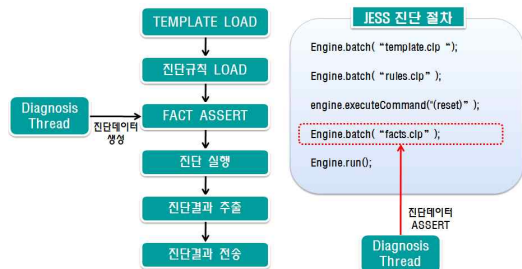 TEMPLATE LOAD
진단규칙 LOAD
Diagnosis
Thread
진단데이터
생성
FACT ASSERT
진단 실행
진단결과 추출
진단결과 전송
JESS 진단 절차
Engine.batch( “template.clp “);
Engine.batch( “rules.clp” );
engine.executeCommand("(reset)” );
Engine.batch( “facts.clp” );
Engine.run();
진단데이터
ASSERT
Diagnosis
Thread